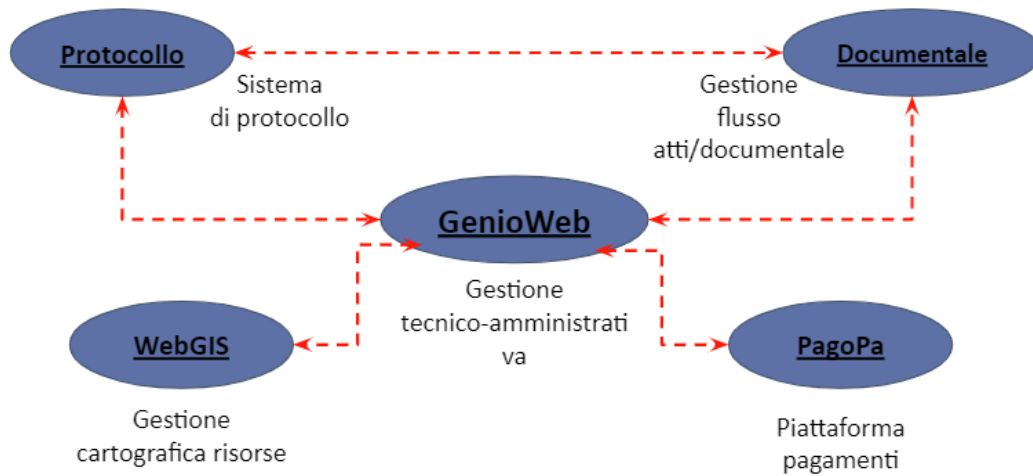 Protocollo
Documentale
Sistema
di protocollo
Gestione
flusso
atti/documentale
GenioWeb
Gestione
tecnico-amministrati
va
WebGIS
PagoPa
Gestione
cartografica risorse
Piattaforma
pagamenti